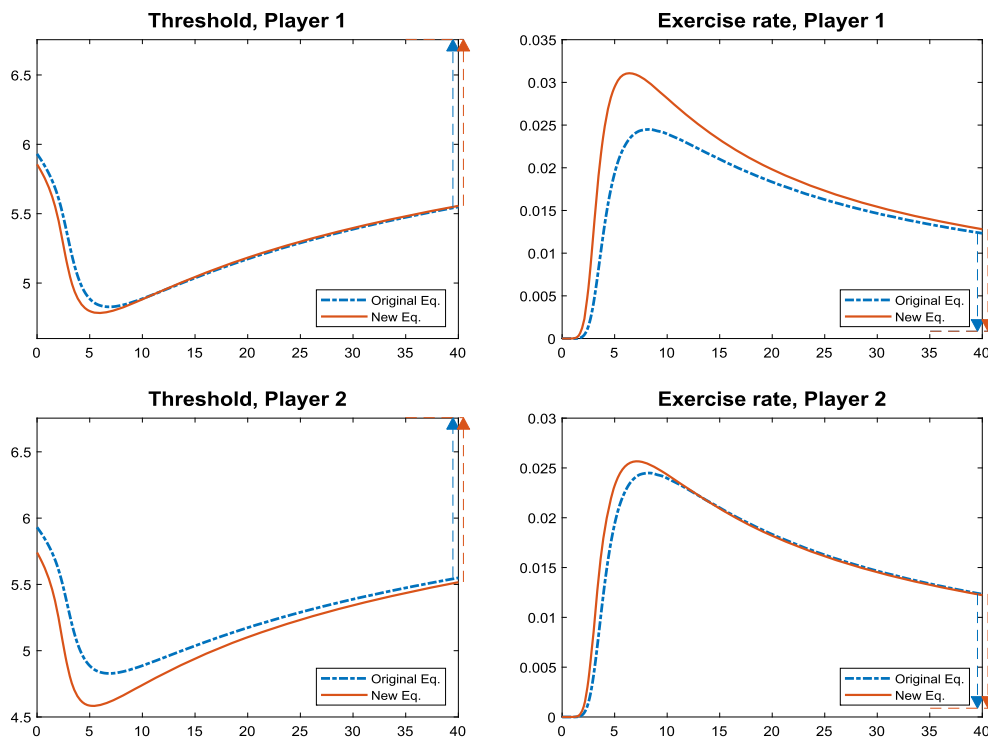 Threshold, Player 1
6.5
6
5.5
5
0 5 10 15 20 25 30 35 40
Original Eq.
New Eq.
Exercise rate, Player 1
0.035
0.03
0.025
0.02
0.015
0.01
0.005
0
0 5 10 15 20 25 30 35 40
Original Eq.
New Eq.
Threshold, Player 2
6.5
6
5.5
5
4.5
0 5 10 15 20 25 30 35 40
Original Eq.
New Eq.
Exercise rate, Player 2
0.03
0.025
0.02
0.015
0.01
0.005
0
0 5 10 15 20 25 30 35 40
Original Eq.
New Eq.